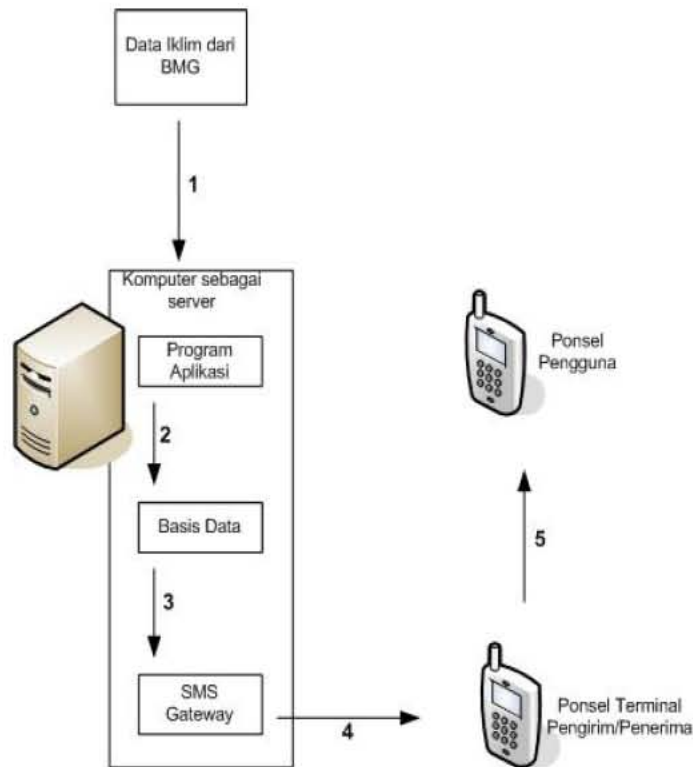 Data Iklim dari
BMG
1
Komputer sebagai
server
Program
Aplikasi
2
Basis Data
3
SMS
Gateway
4
Ponsel Terminal
Pengirim/Penerima
5
Ponsel
Pengguna